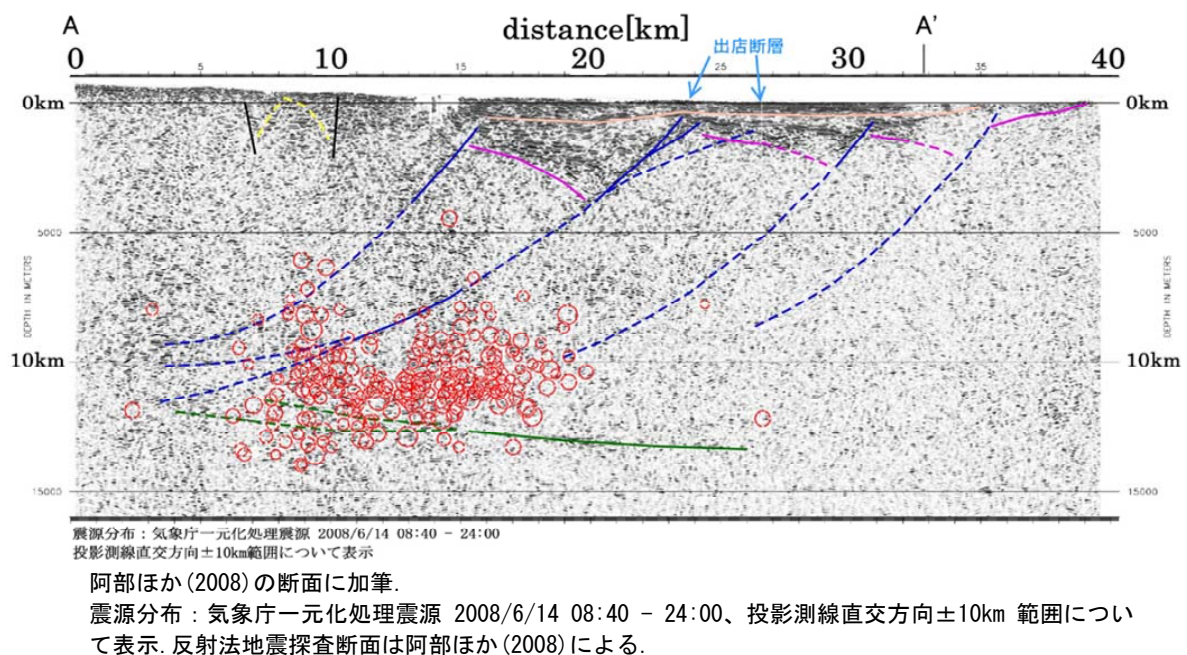 A
distance[km]
A'
出店断層
0
5
10
15
20
25
30
35
40
0km
0km
5000
5000
DEPTH IN METERS
DEPTH IN METERS
10km
10km
15000
15000
震源分布：気象庁一元化処理震源 2008/6/14 08:40 - 24:00
投影測線直交方向±10km範囲について表示
阿部ほか(2008)の断面に加筆.
震源分布：気象庁一元化処理震源 2008/6/14 08:40 - 24:00、投影測線直交方向±10km 範囲につい
て表示. 反射法地震探査断面は阿部ほか(2008)による.